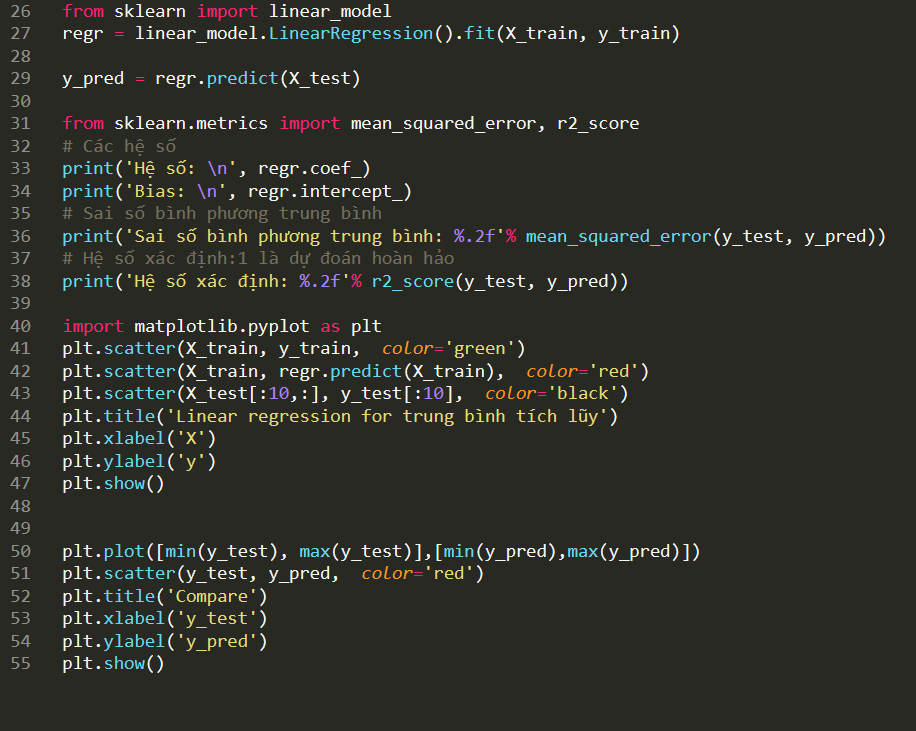 26 from sklearn import linear_model
27 regr = linear_model.LinearRegression().fit(X_train, y_train)
28
29 y_pred = regr.predict(X_test)
30
31 from sklearn.metrics import mean_squared_error, r2_score
32 # Các hệ số
33 print('Hệ số: \n', regr.coef_)
34 print('Bias: \n', regr.intercept_)
35 # Sai số bình phương trung bình
36 print('Sai số bình phương trung bình: %.2f'% mean_squared_error(y_test, y_pred))
37 # Hệ số xác định:1 là dự đoán hoàn hảo
38 print('Hệ số xác định: %.2f'% r2_score(y_test, y_pred))
39
40 import matplotlib.pyplot as plt
41 plt.scatter(X_train, y_train,  color='green')
42 plt.scatter(X_train, regr.predict(X_train),  color='red')
43 plt.scatter(X_test[:10,:], y_test[:10],  color='black')
44 plt.title('Linear regression for trung bình tích lũy')
45 plt.xlabel('X')
46 plt.ylabel('y')
47 plt.show()
48
49
50 plt.plot([min(y_test), max(y_test)],[min(y_pred),max(y_pred)])
51 plt.scatter(y_test, y_pred,  color='red')
52 plt.title('Compare')
53 plt.xlabel('y_test')
54 plt.ylabel('y_pred')
55 plt.show()